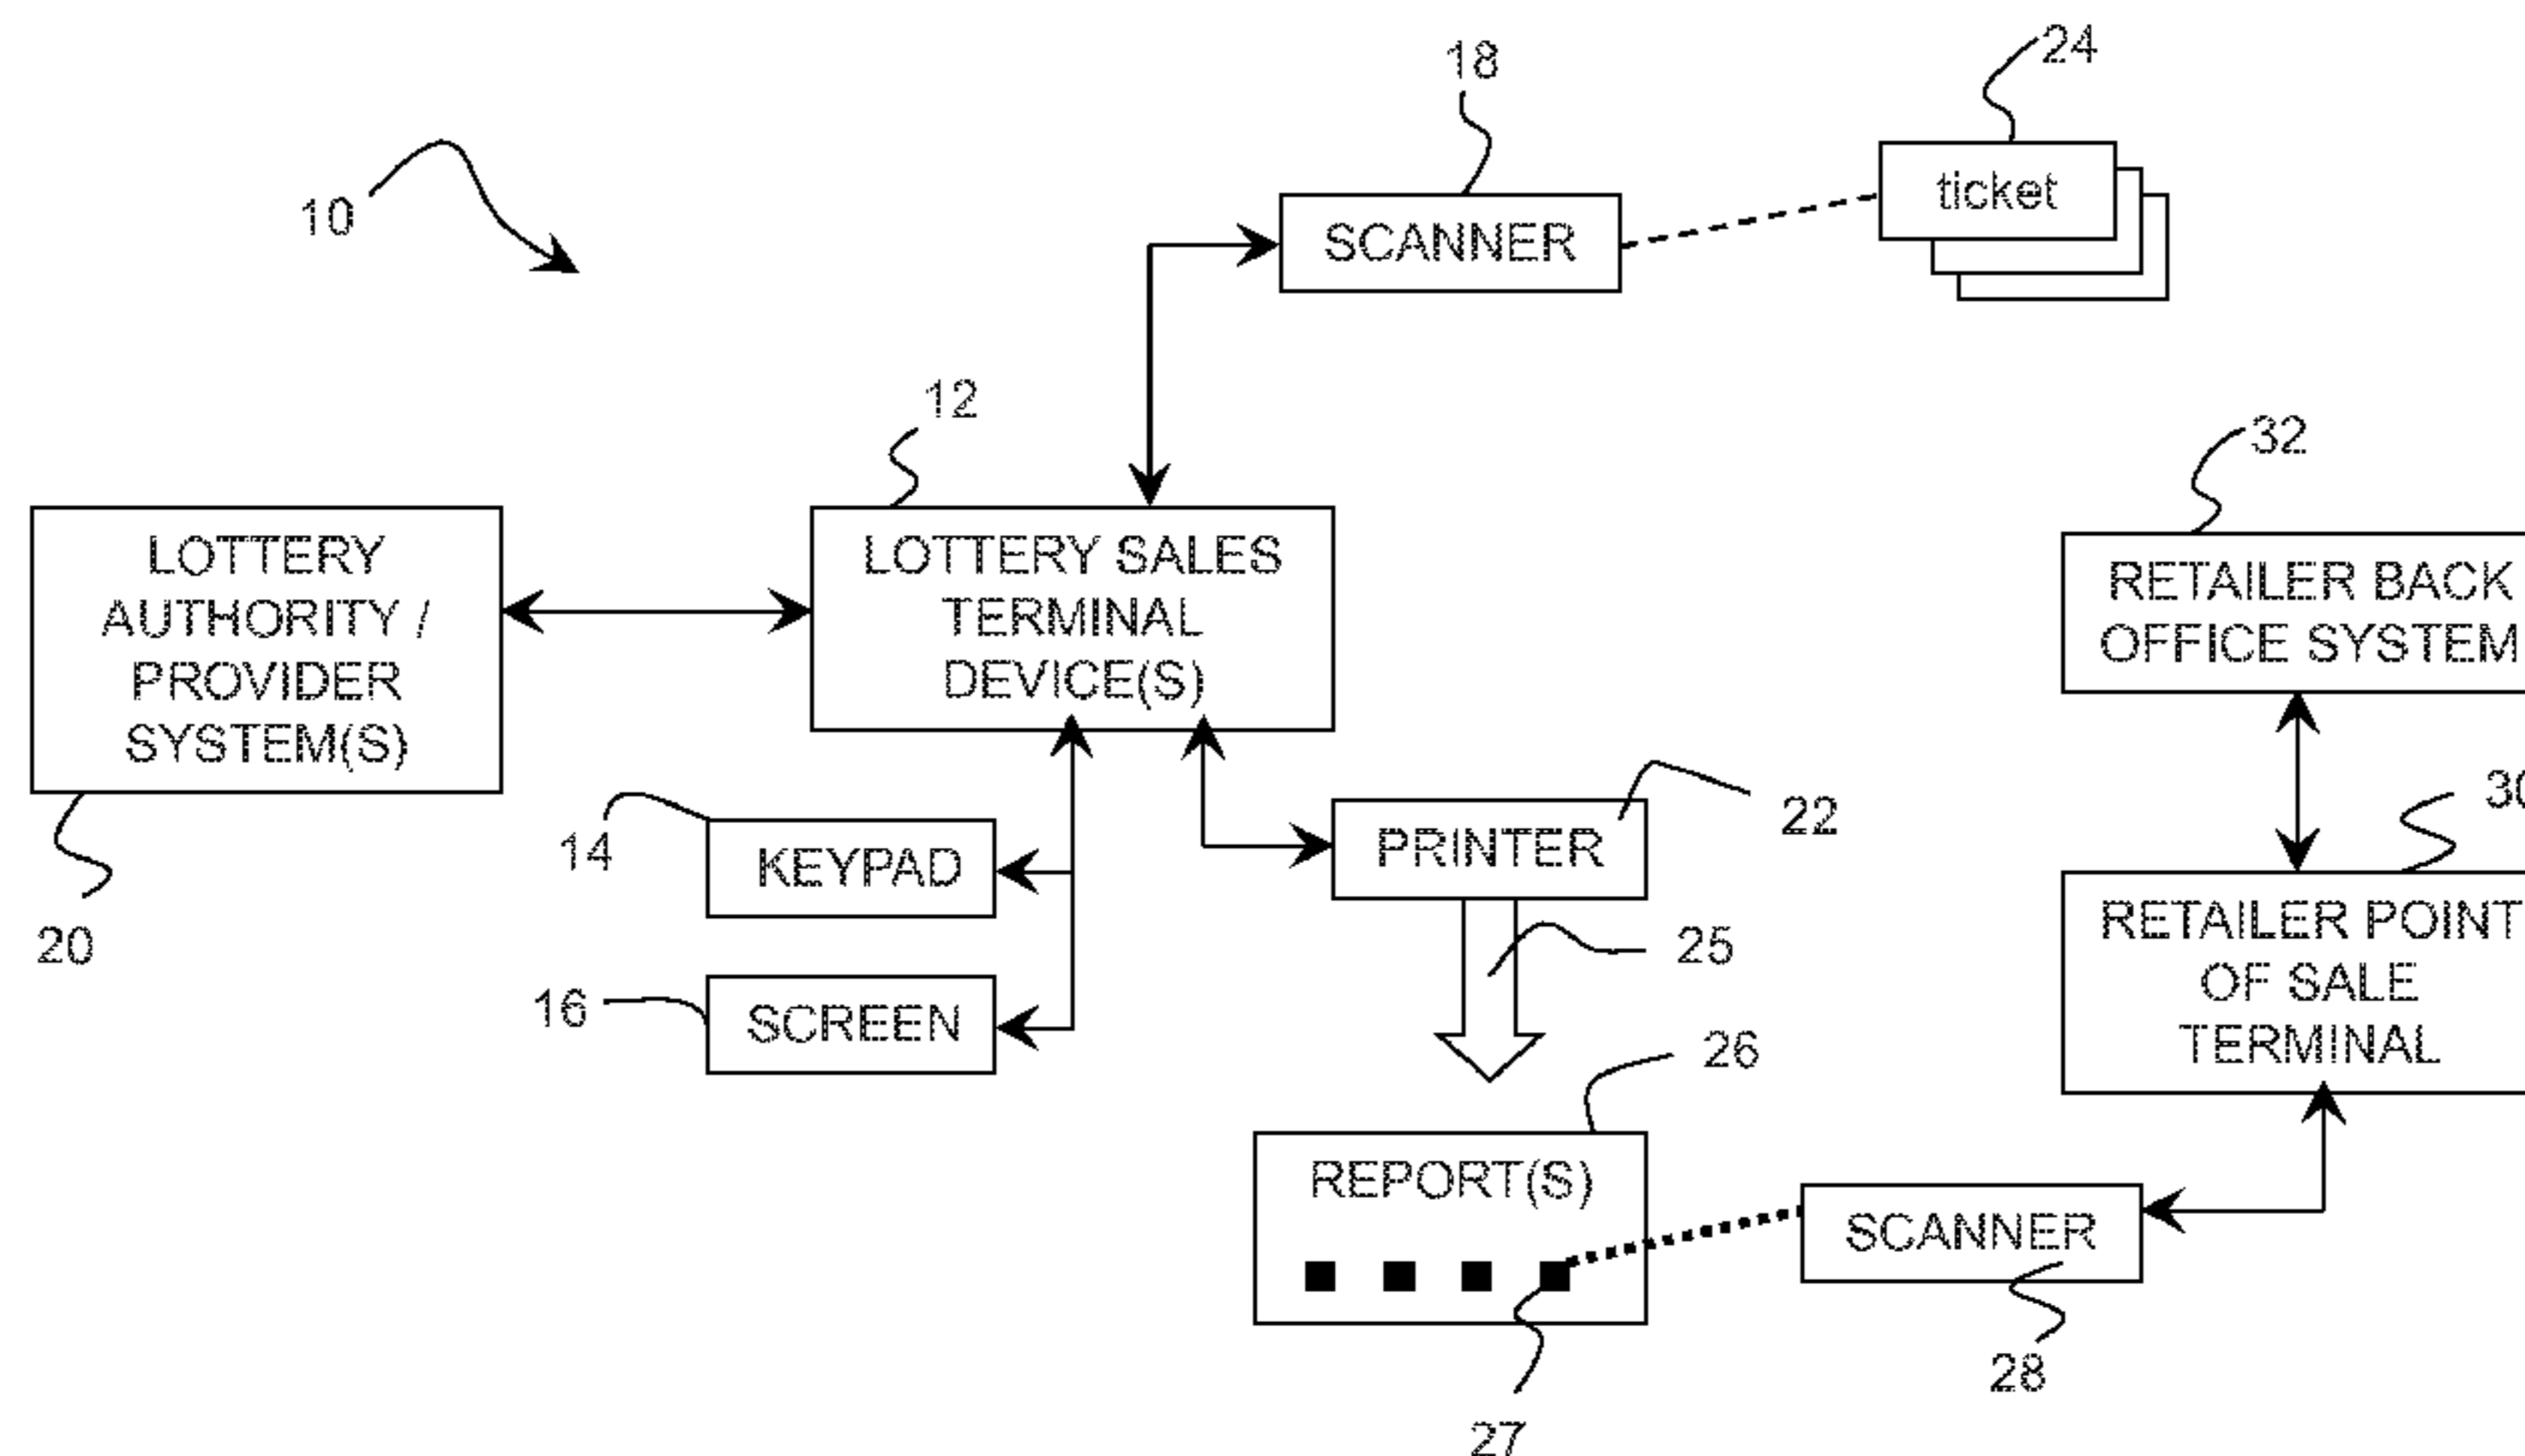 18
24
ticket
10
SCANNER
12
32
LOTTERY
AUTHORITY /
PROVIDER
SYSTEM(S)
LOTTERY SALES
TERMINAL
DEVICE(S)
RETAILER BACK
OFFICE SYSTEM
14
KEYPAD
PRINTER
22
30
20
16
SCREEN
25
RETAILER POINT
OF SALE
TERMINAL
26
REPORT(S)
SCANNER
27
28